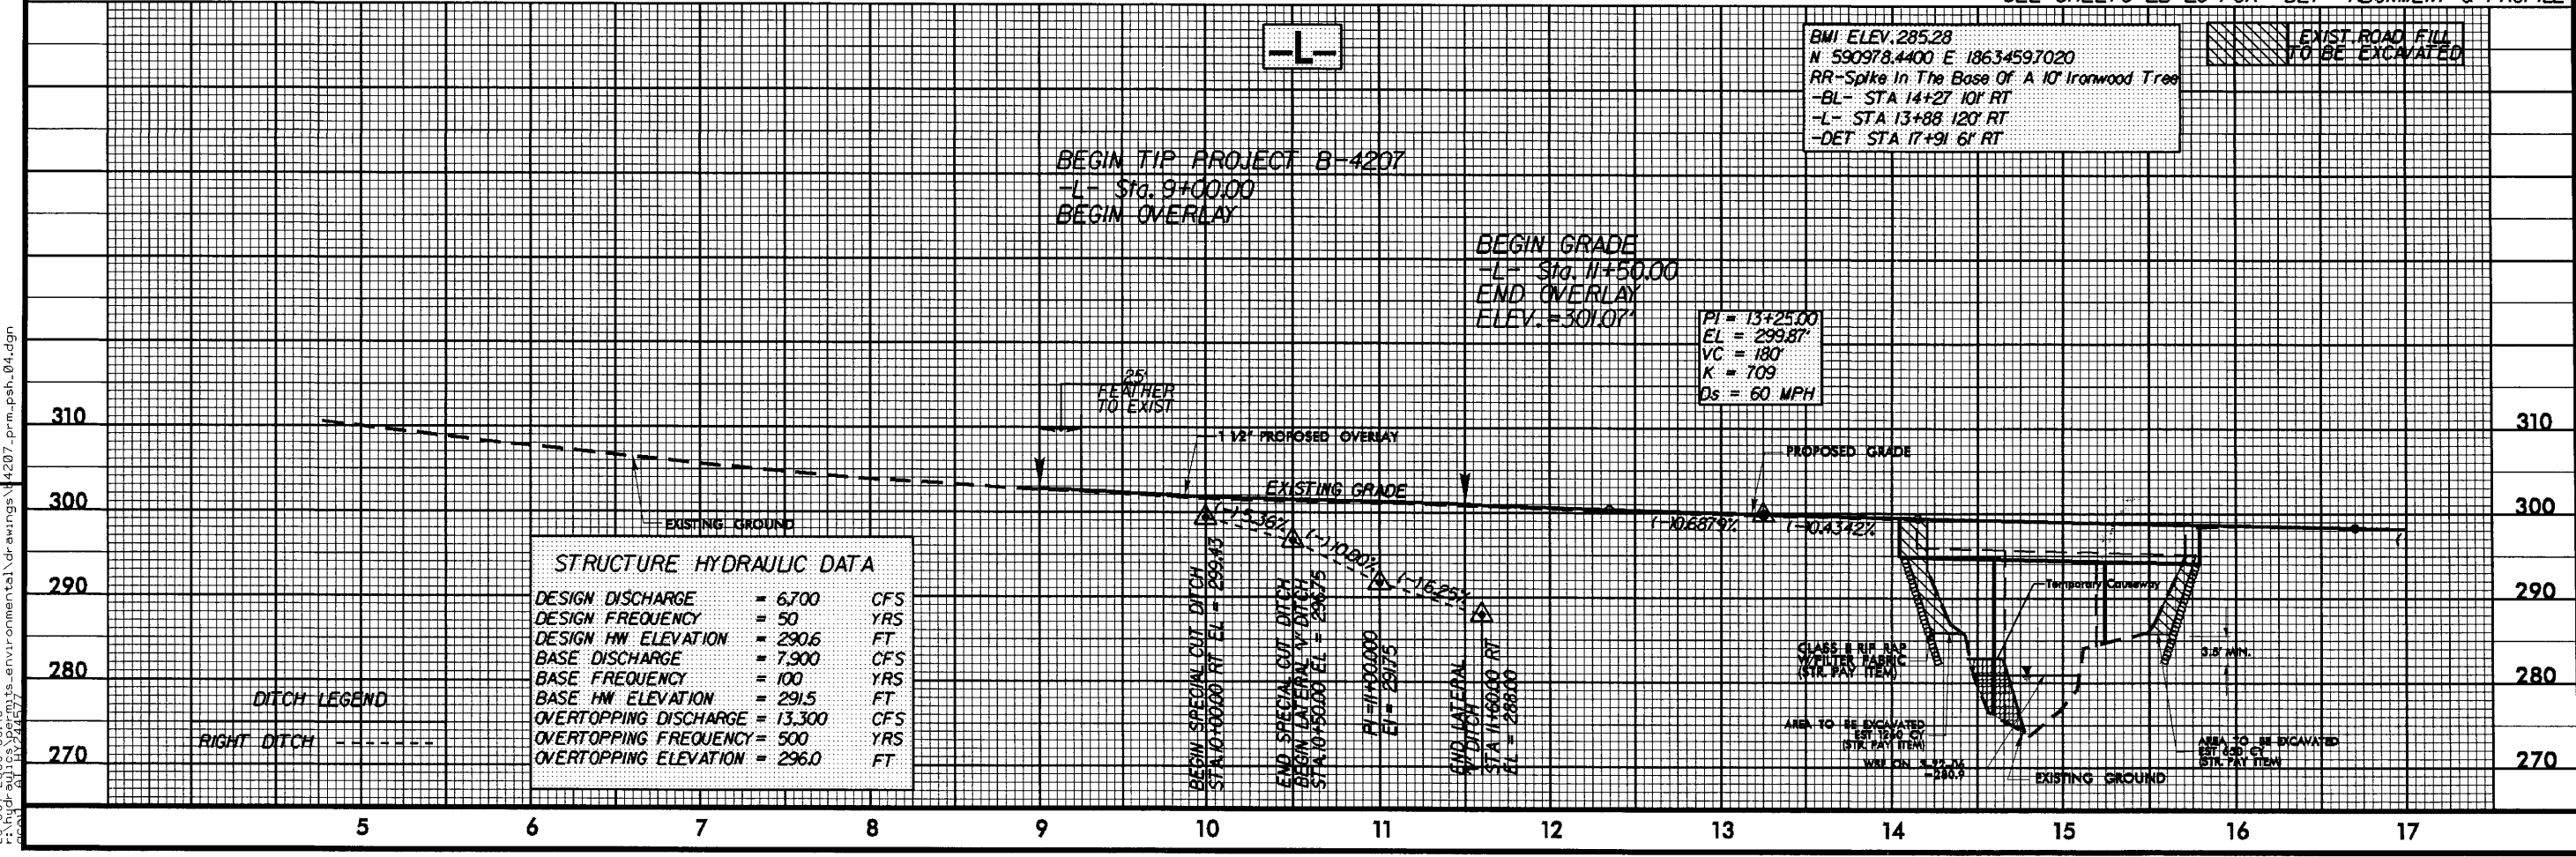 -L-
BM1 ELEV. 285.28
N 590978.4400 E 1863459.7020
RR-Spike In The Base Of A 10" Ironwood Tree
-BL- STA 14+27 101' RT
-L- STA 13+88 120' RT
-DET STA 17+91 61' RT
EXIST. ROAD FILL
TO BE EXCAVATED
BEGIN TIP PROJECT B-4207
-L- Sta. 9+00.00
BEGIN OVERLAY
BEGIN GRADE
-L- Sta. 11+50.00
END OVERLAY
ELEV. = 301.07'
PI = 13+25.00
EL = 299.87'
VC = 180'
K = 709
Ds = 60 MPH
25'
FEATHER
TO EXIST
310
310
1 1/2" PROPOSED OVERLAY
PROPOSED GRADE
EXISTING GRADE
300
300
EXISTING GROUND
(-)5.36%
(-)10.00%
(-)6.25%
(-)0.6879%
(-)0.4342%
STRUCTURE HYDRAULIC DATA
DESIGN DISCHARGE = 6,700 CFS
DESIGN FREQUENCY = 50 YRS
DESIGN HW ELEVATION = 290.6 FT
BASE DISCHARGE = 7,900 CFS
BASE FREQUENCY = 100 YRS
BASE HW ELEVATION = 291.5 FT
OVERTOPPING DISCHARGE = 13,300 CFS
OVERTOPPING FREQUENCY = 500 YRS
OVERTOPPING ELEVATION = 296.0 FT
290
290
Temporary Causeway
BEGIN SPECIAL CUT DITCH
STA.10+00.00 RT EL = 299.43
END SPECIAL CUT DITCH
BEGIN LATERAL 'V' DITCH
STA.10+50.00 EL = 296.75
PI =11+00.00
El = 291.75
END LATERAL
'V' DITCH
STA 11+60.00 RT
EL = 288.00
CLASS II RIP RAP
W/FILTER FABRIC
(STR. PAY ITEM)
3.5' MIN.
280
280
DITCH LEGEND
RIGHT DITCH
AREA TO BE EXCAVATED
EST 1260 CY
(STR. PAY ITEM)
AREA TO BE EXCAVATED
EST 650 CY
(STR. PAY ITEM)
EXISTING GROUND
270
270
5 6 7 8 9 10 11 12 13 14 15 16 17